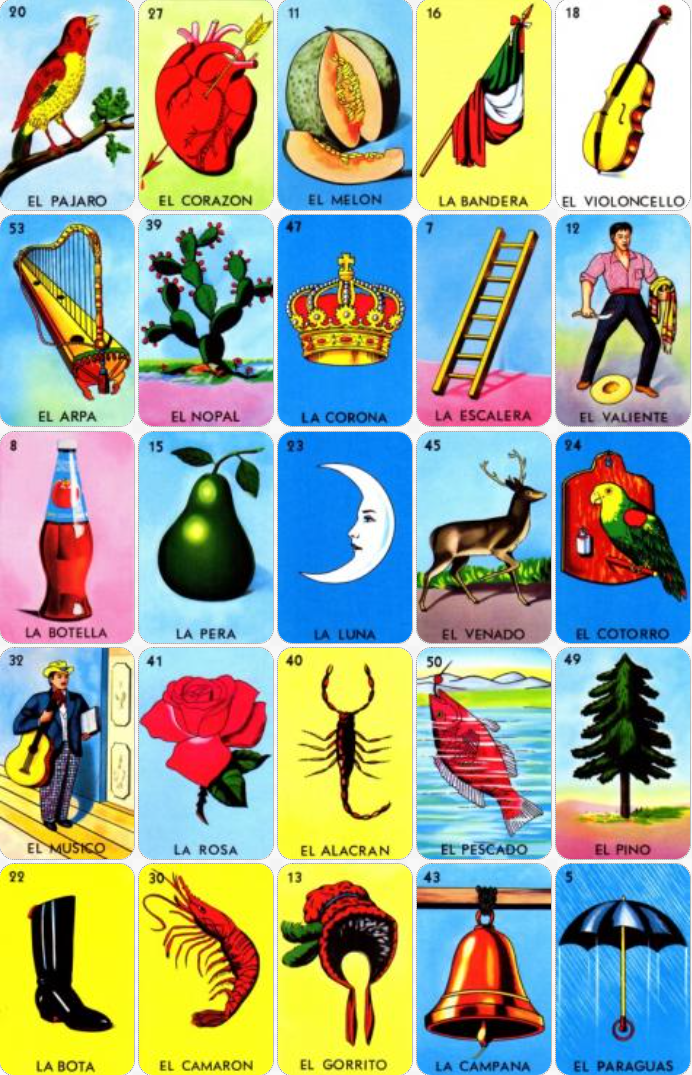 20
EL PAJARO
27
EL CORAZON
11
EL MELON
16
LA BANDERA
18
EL VIOLONCELLO
53
EL ARPA
39
EL NOPAL
47
LA CORONA
7
LA ESCALERA
12
EL VALIENTE
8
LA BOTELLA
15
LA PERA
23
LA LUNA
45
EL VENADO
24
EL COTORRO
32
EL MUSICO
41
LA ROSA
40
EL ALACRAN
50
EL PESCADO
49
EL PINO
22
LA BOTA
30
EL CAMARON
13
EL GORRITO
43
LA CAMPANA
5
EL PARAGUAS